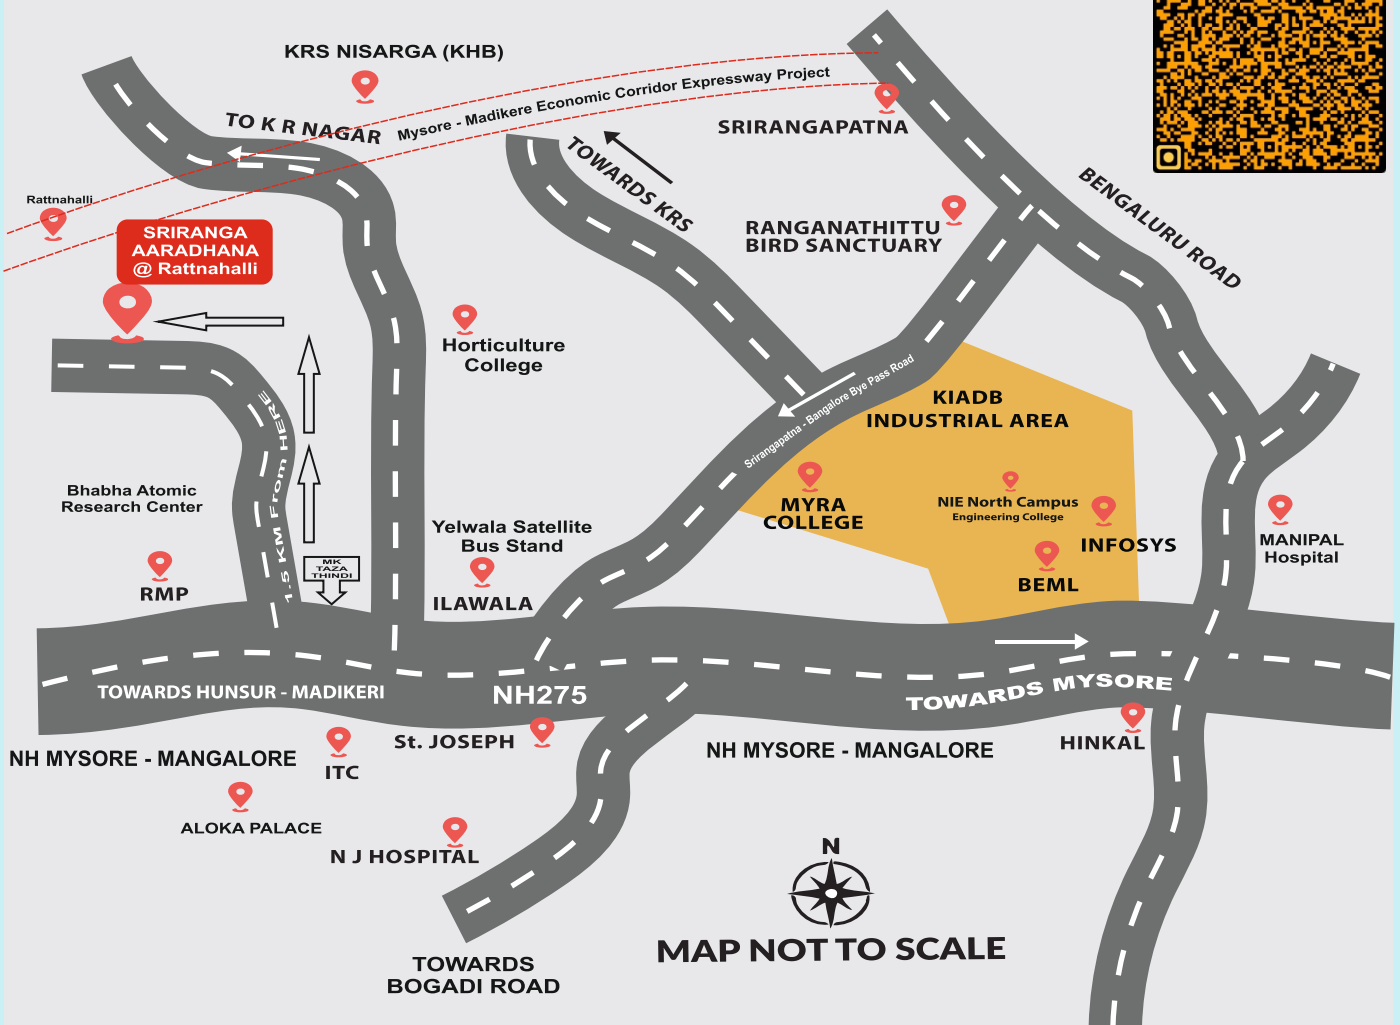 KRS NISARGA (KHB)
TO K R NAGAR
Mysore - Madikere Economic Corridor Expressway Project
SRIRANGAPATNA
TOWARDS KRS
BENGALURU ROAD
Rattnahalli
SRIRANGA
AARADHANA
@ Rattnahalli
RANGANATHITTU
BIRD SANCTUARY
Horticulture
College
Srirangapatna - Bangalore Bye Pass Road
KIADB
INDUSTRIAL AREA
1.5 KM From HERE
Bhabha Atomic
Research Center
MYRA
COLLEGE
NIE North Campus
Engineering College
INFOSYS
MANIPAL
Hospital
Yelwala Satellite
Bus Stand
MK
TAZA
THINDI
RMP
ILAWALA
BEML
TOWARDS HUNSUR - MADIKERI
NH275
TOWARDS MYSORE
NH MYSORE - MANGALORE
ITC
St. JOSEPH
NH MYSORE - MANGALORE
HINKAL
ALOKA PALACE
N J HOSPITAL
N
MAP NOT TO SCALE
TOWARDS
BOGADI ROAD